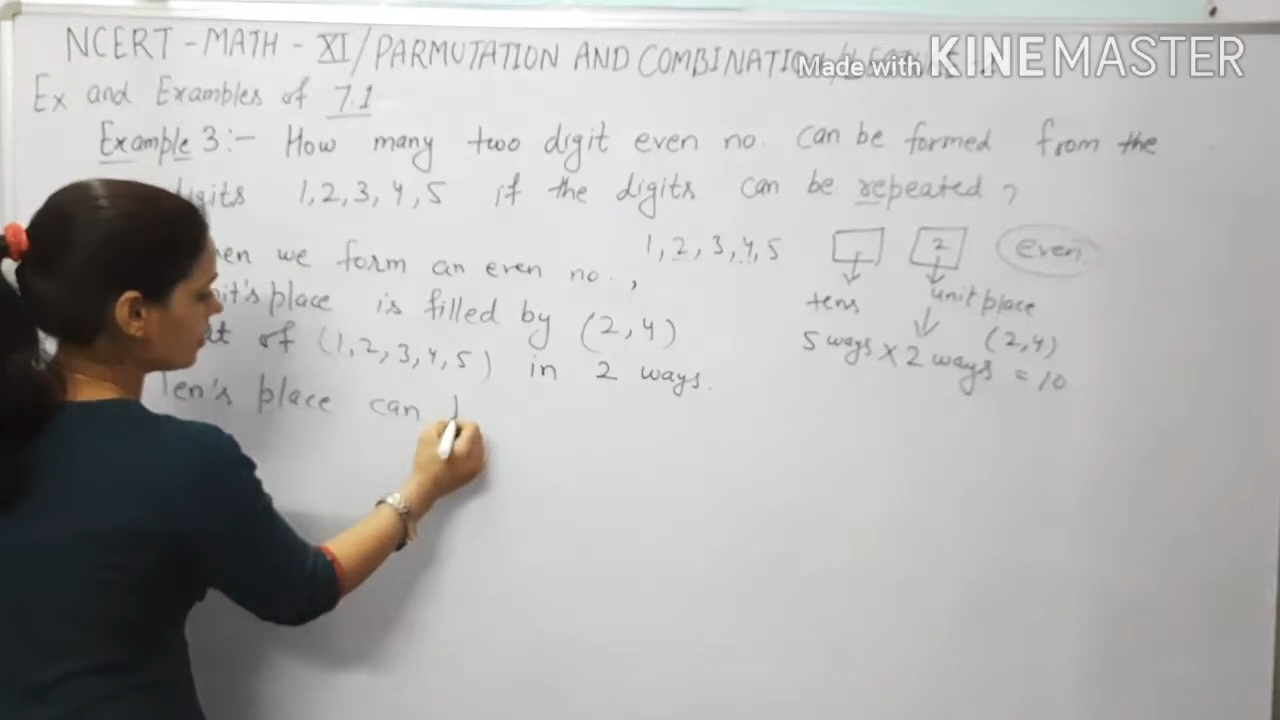 NCERT - MATH - XI / PARMUTATION AND COMBINATION
Made with KINEMASTER
Ex and Examples of 7.1
Example 3:- How many two digit even no. can be formed from the
digits 1, 2, 3, 4, 5 if the digits can be repeated ?
we form an even no.,
place is filled by (2, 4)
of (1, 2, 3, 4, 5) in 2 ways.
Ten's place can
1, 2, 3, 4, 5
1 2 even
tens unit place
(2, 4)
5 ways X 2 ways = 10